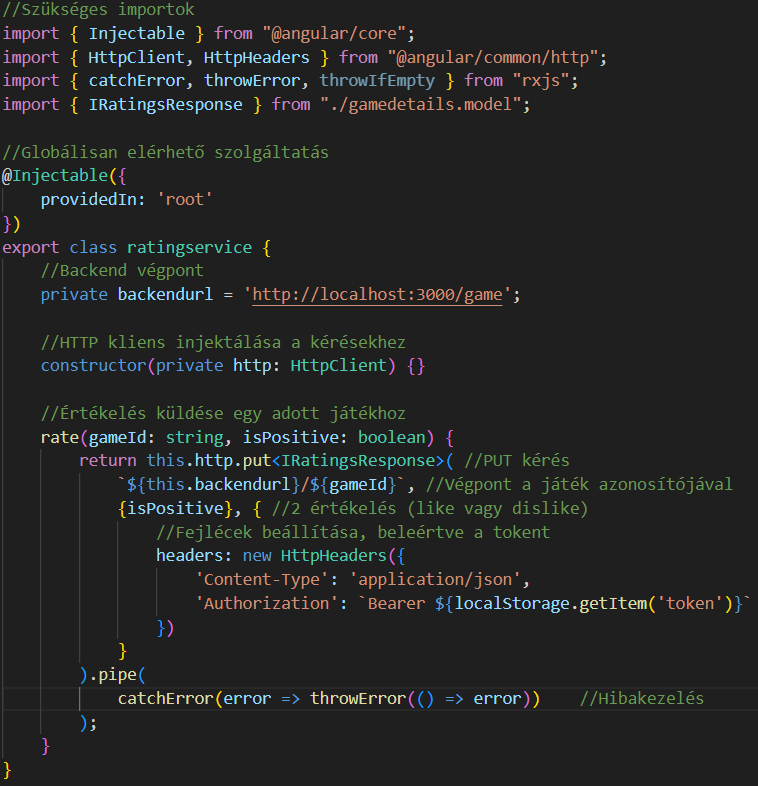 //Szükséges importok
import { Injectable } from "@angular/core";
import { HttpClient, HttpHeaders } from "@angular/common/http";
import { catchError, throwError, throwIfEmpty } from "rxjs";
import { IRatingsResponse } from "./gamedetails.model";

//Globálisan elérhető szolgáltatás
@Injectable({
    providedIn: 'root'
})
export class ratingservice {
    //Backend végpont
    private backendurl = 'http://localhost:3000/game';

    //HTTP kliens injektálása a kérésekhez
    constructor(private http: HttpClient) {}

    //Értékelés küldése egy adott játékhoz
    rate(gameId: string, isPositive: boolean) {
        return this.http.put<IRatingsResponse>( //PUT kérés
            `${this.backendurl}/${gameId}`, //Végpont a játék azonosítójával
            {isPositive}, { //2 értékelés (like vagy dislike)
                //Fejlécek beállítása, beleértve a tokent
                headers: new HttpHeaders({
                    'Content-Type': 'application/json',
                    'Authorization': `Bearer ${localStorage.getItem('token')}`
                })
            }
        ).pipe(
            catchError(error => throwError(() => error))    //Hibakezelés
        );
    }
}